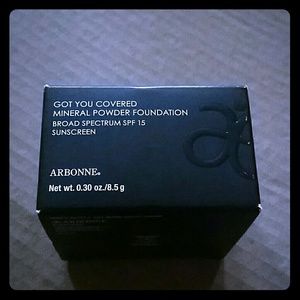 GOT YOU COVERED
MINERAL POWDER FOUNDATION
BROAD SPECTRUM SPF 15
SUNSCREEN
ARBONNE®
Net wt. 0.30 oz./8.5 g